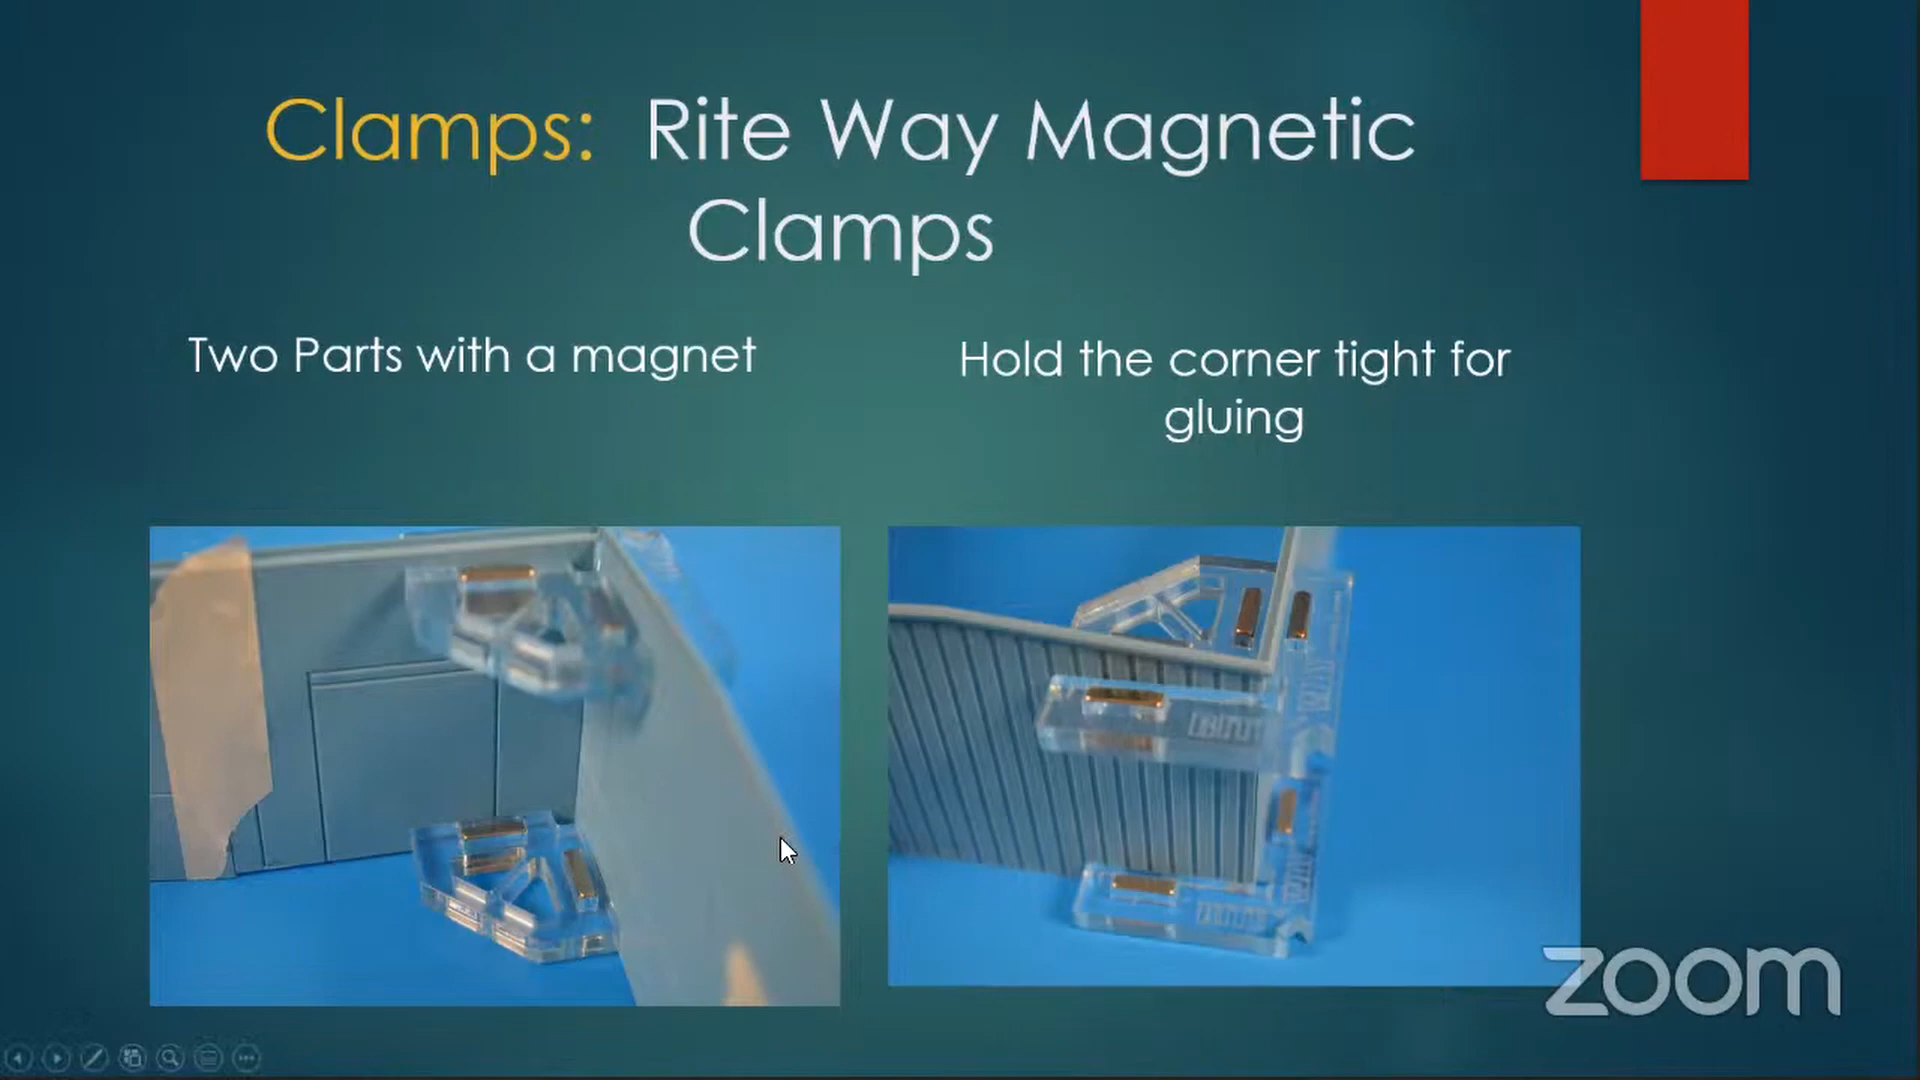 Clamps: Rite Way Magnetic
Clamps
Two Parts with a magnet
Hold the corner tight for
gluing
zoom